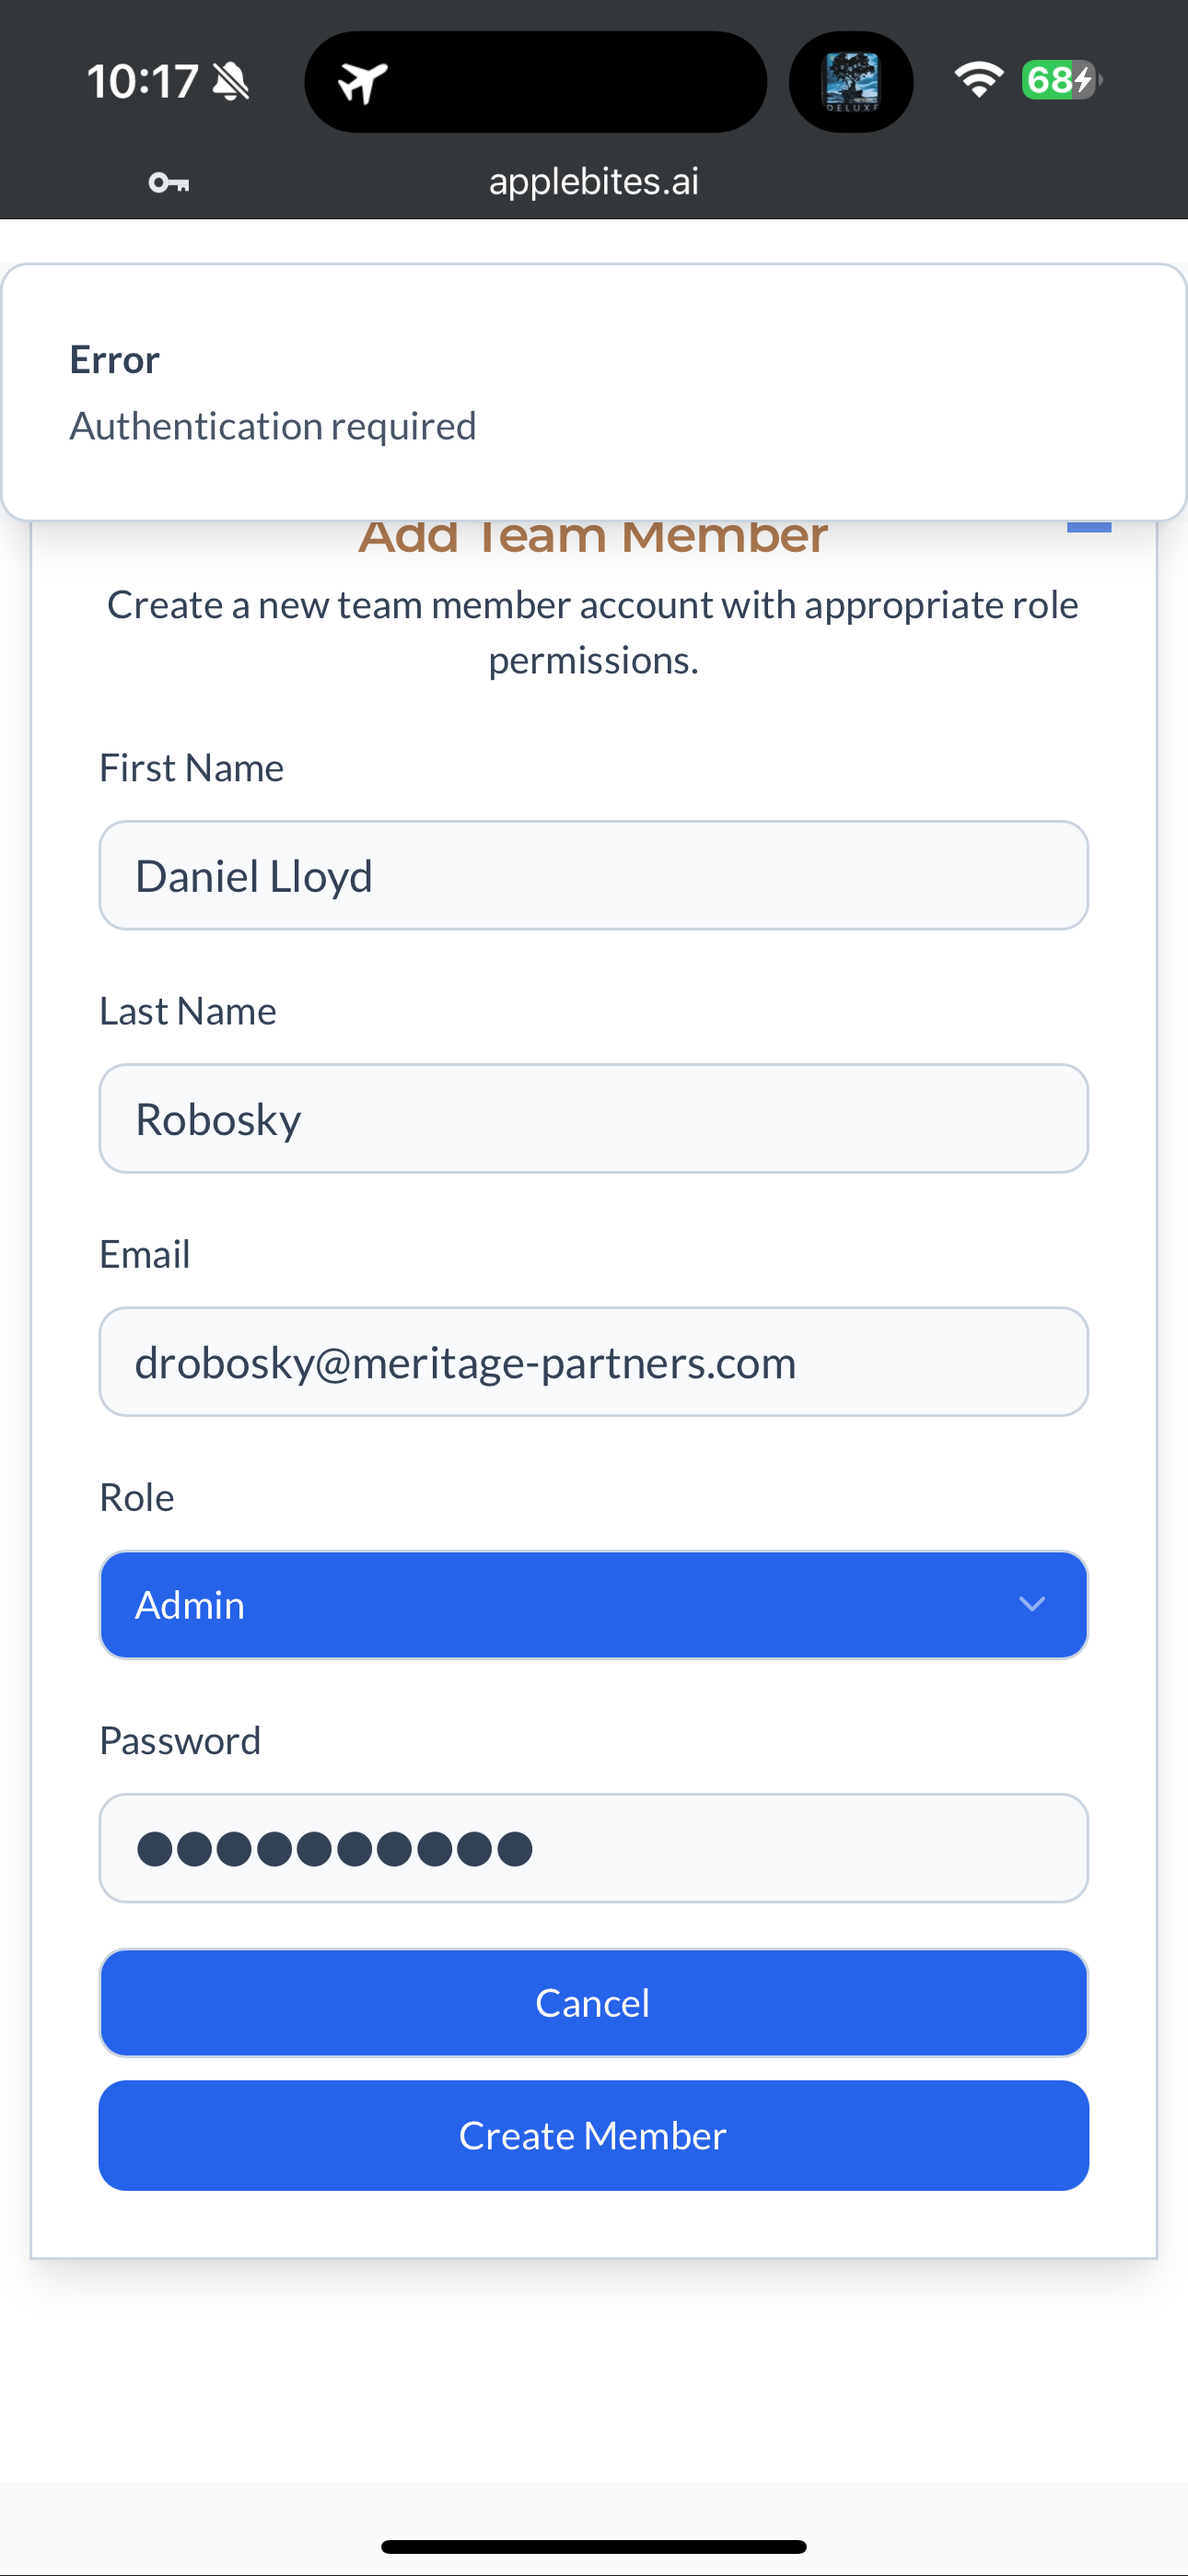 10:17
DELUXE
68
applebites.ai
Error
Authentication required
Add Team Member
Create a new team member account with appropriate role
permissions.
First Name
Daniel Lloyd
Last Name
Robosky
Email
drobosky@meritage-partners.com
Role
Admin
Password
Cancel
Create Member